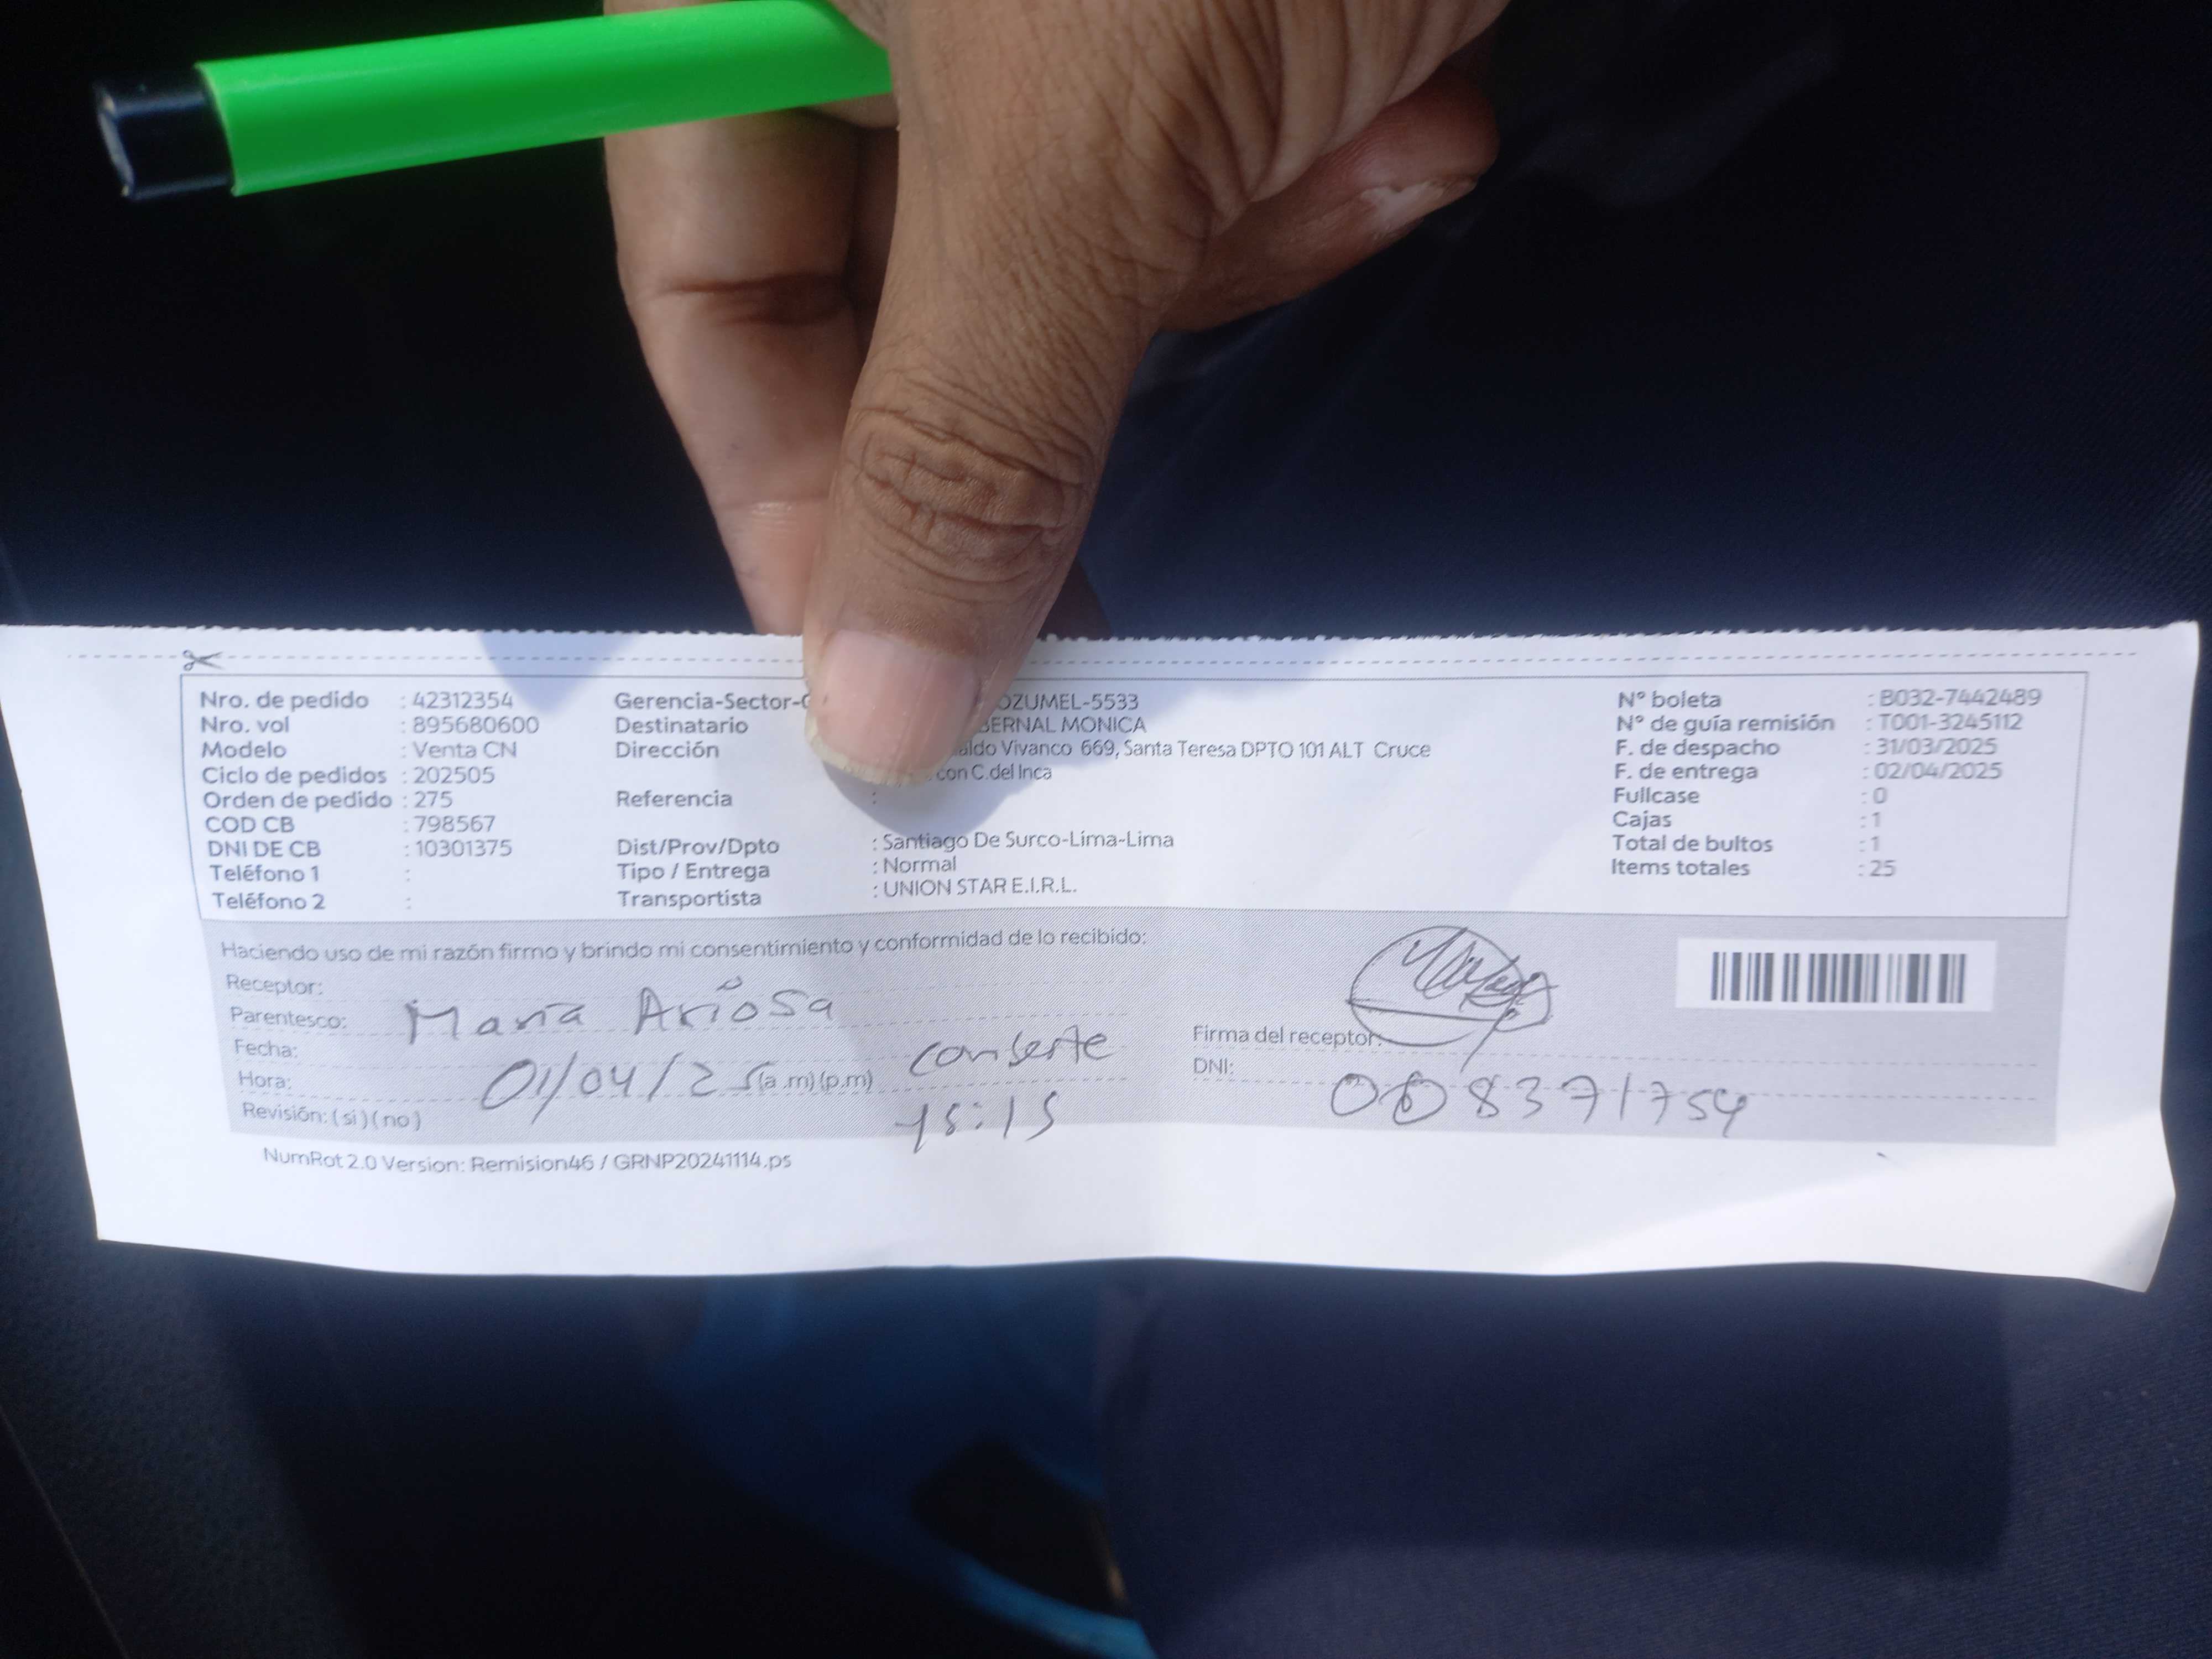 Nro. de pedido : 42312354
Nro. vol : 895680600
Modelo : Venta CN
Ciclo de pedidos : 202505
Orden de pedido : 275
COD CB : 798567
DNI DE CB : 10301375
Teléfono 1 :
Teléfono 2 :
Gerencia-Sector- OZUMEL-5533
Destinatario BERNAL MONICA
Dirección aldo Vivanco 669, Santa Teresa DPTO 101 ALT Cruce
con C.del Inca
Referencia :
Dist/Prov/Dpto : Santiago De Surco-Lima-Lima
Tipo / Entrega : Normal
Transportista : UNION STAR E.I.R.L.
N° boleta : B032-7442489
N° de guía remisión : T001-3245112
F. de despacho : 31/03/2025
F. de entrega : 02/04/2025
Fullcase : 0
Cajas : 1
Total de bultos : 1
Items totales : 25
Haciendo uso de mi razón firmo y brindo mi consentimiento y conformidad de lo recibido:
Receptor:
Parentesco: Maria Ariosa
Fecha:
Hora: 01/04/25 (a.m) (p.m)
Revisión: ( si ) ( no ) 15:15
Firma del receptor:
DNI: 008371754
NumRot 2.0 Version: Remision46 / GRNP20241114.ps